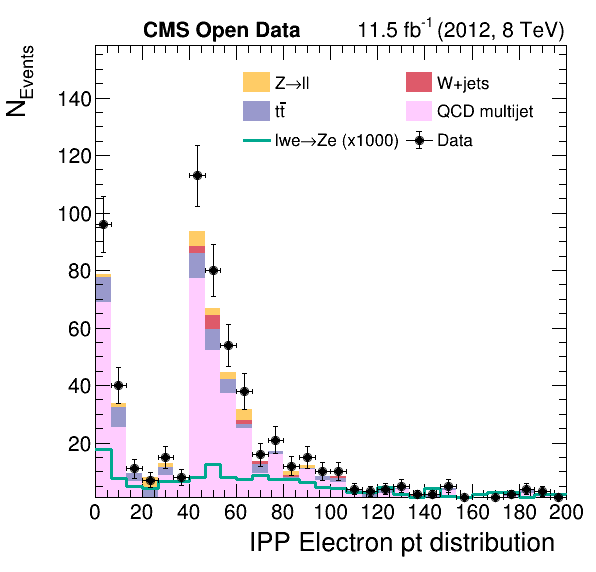 CMS Open Data 11.5 fb⁻¹ (2012, 8 TeV)
N_Events
Z→ll W+jets
tt̄ QCD multijet
Iwe→Ze (x1000) Data
140
120
100
80
60
40
20
0 20 40 60 80 100 120 140 160 180 200
IPP Electron pt distribution